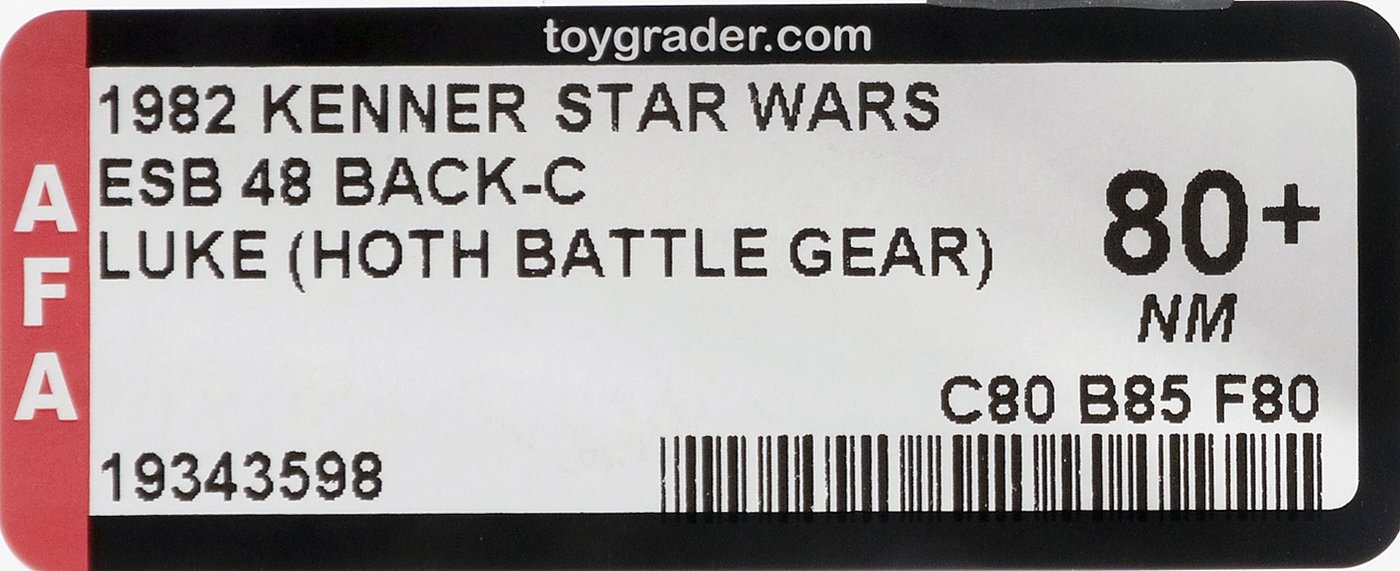 toygrader.com
AFA
1982 KENNER STAR WARS
ESB 48 BACK-C
LUKE (HOTH BATTLE GEAR)
80+
NM
C80 B85 F80
19343598